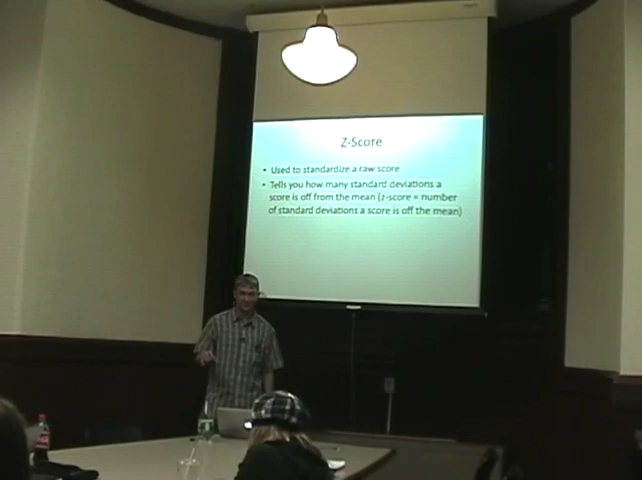 Z-Score
• Used to standardize a raw score
• Tells you how many standard deviations a
score is off from the mean (z-score = number
of standard deviations a score is off the mean)